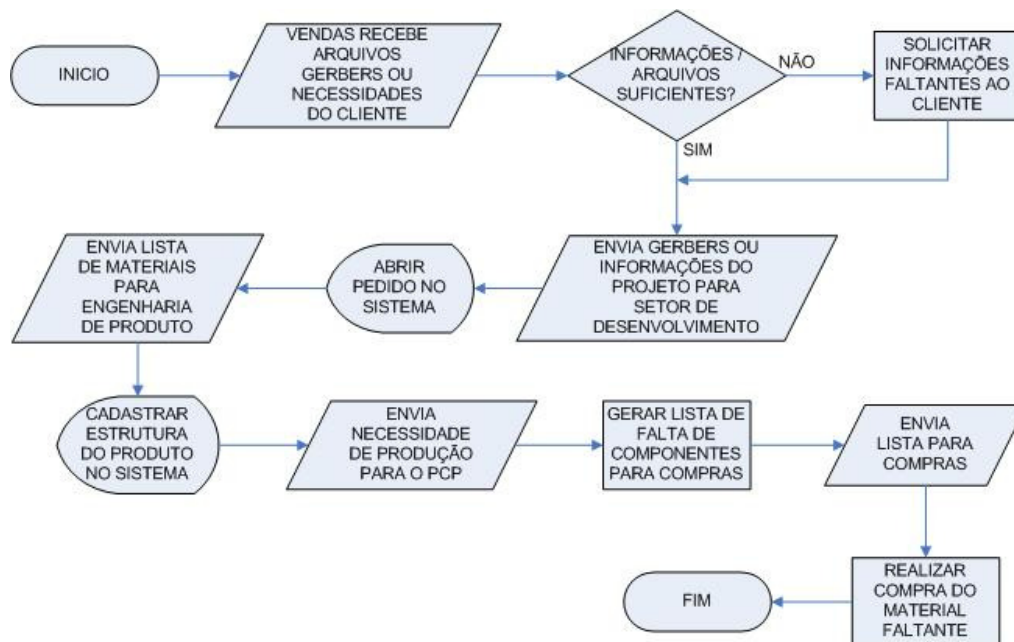 INICIO
VENDAS RECEBE
ARQUIVOS
GERBERS OU
NECESSIDADES
DO CLIENTE
INFORMAÇÕES /
ARQUIVOS
SUFICIENTES?
NÃO
SOLICITAR
INFORMAÇÕES
FALTANTES AO
CLIENTE
SIM
ENVIA GERBERS OU
INFORMAÇÕES DO
PROJETO PARA
SETOR DE
DESENVOLVIMENTO
ABRIR
PEDIDO NO
SISTEMA
ENVIA LISTA
DE MATERIAIS
PARA
ENGENHARIA
DE PRODUTO
CADASTRAR
ESTRUTURA
DO PRODUTO
NO SISTEMA
ENVIA
NECESSIDADE
DE PRODUÇÃO
PARA O PCP
GERAR LISTA DE
FALTA DE
COMPONENTES
PARA COMPRAS
ENVIA
LISTA PARA
COMPRAS
REALIZAR
COMPRA DO
MATERIAL
FALTANTE
FIM